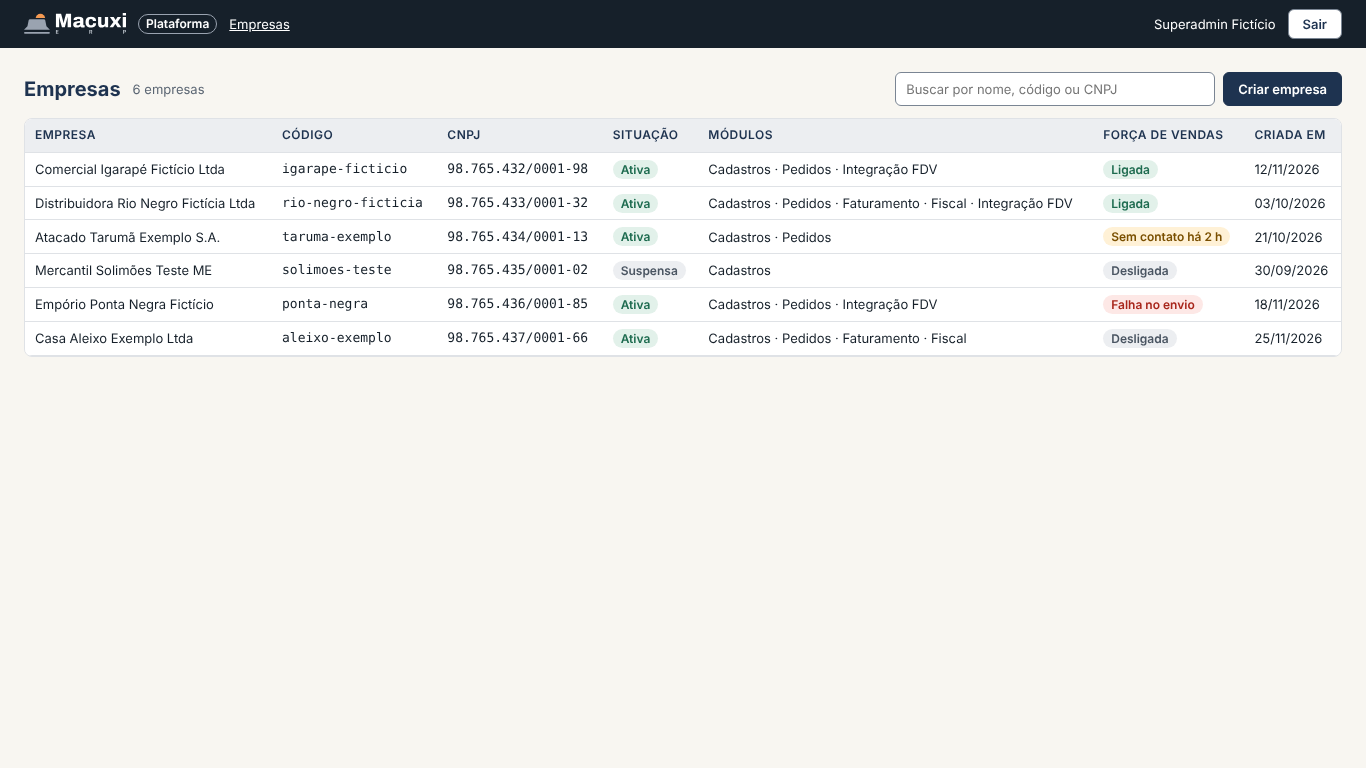 Macuxi
E R P
Plataforma
Empresas
Superadmin Fictício
Sair
Empresas 6 empresas
Buscar por nome, código ou CNPJ
Criar empresa
EMPRESA CÓDIGO CNPJ SITUAÇÃO MÓDULOS FORÇA DE VENDAS CRIADA EM
Comercial Igarapé Fictício Ltda igarape-ficticio 98.765.432/0001-98 Ativa Cadastros · Pedidos · Integração FDV Ligada 12/11/2026
Distribuidora Rio Negro Fictícia Ltda rio-negro-ficticia 98.765.433/0001-32 Ativa Cadastros · Pedidos · Faturamento · Fiscal · Integração FDV Ligada 03/10/2026
Atacado Tarumã Exemplo S.A. taruma-exemplo 98.765.434/0001-13 Ativa Cadastros · Pedidos Sem contato há 2 h 21/10/2026
Mercantil Solimões Teste ME solimoes-teste 98.765.435/0001-02 Suspensa Cadastros Desligada 30/09/2026
Empório Ponta Negra Fictício ponta-negra 98.765.436/0001-85 Ativa Cadastros · Pedidos · Integração FDV Falha no envio 18/11/2026
Casa Aleixo Exemplo Ltda aleixo-exemplo 98.765.437/0001-66 Ativa Cadastros · Pedidos · Faturamento · Fiscal Desligada 25/11/2026